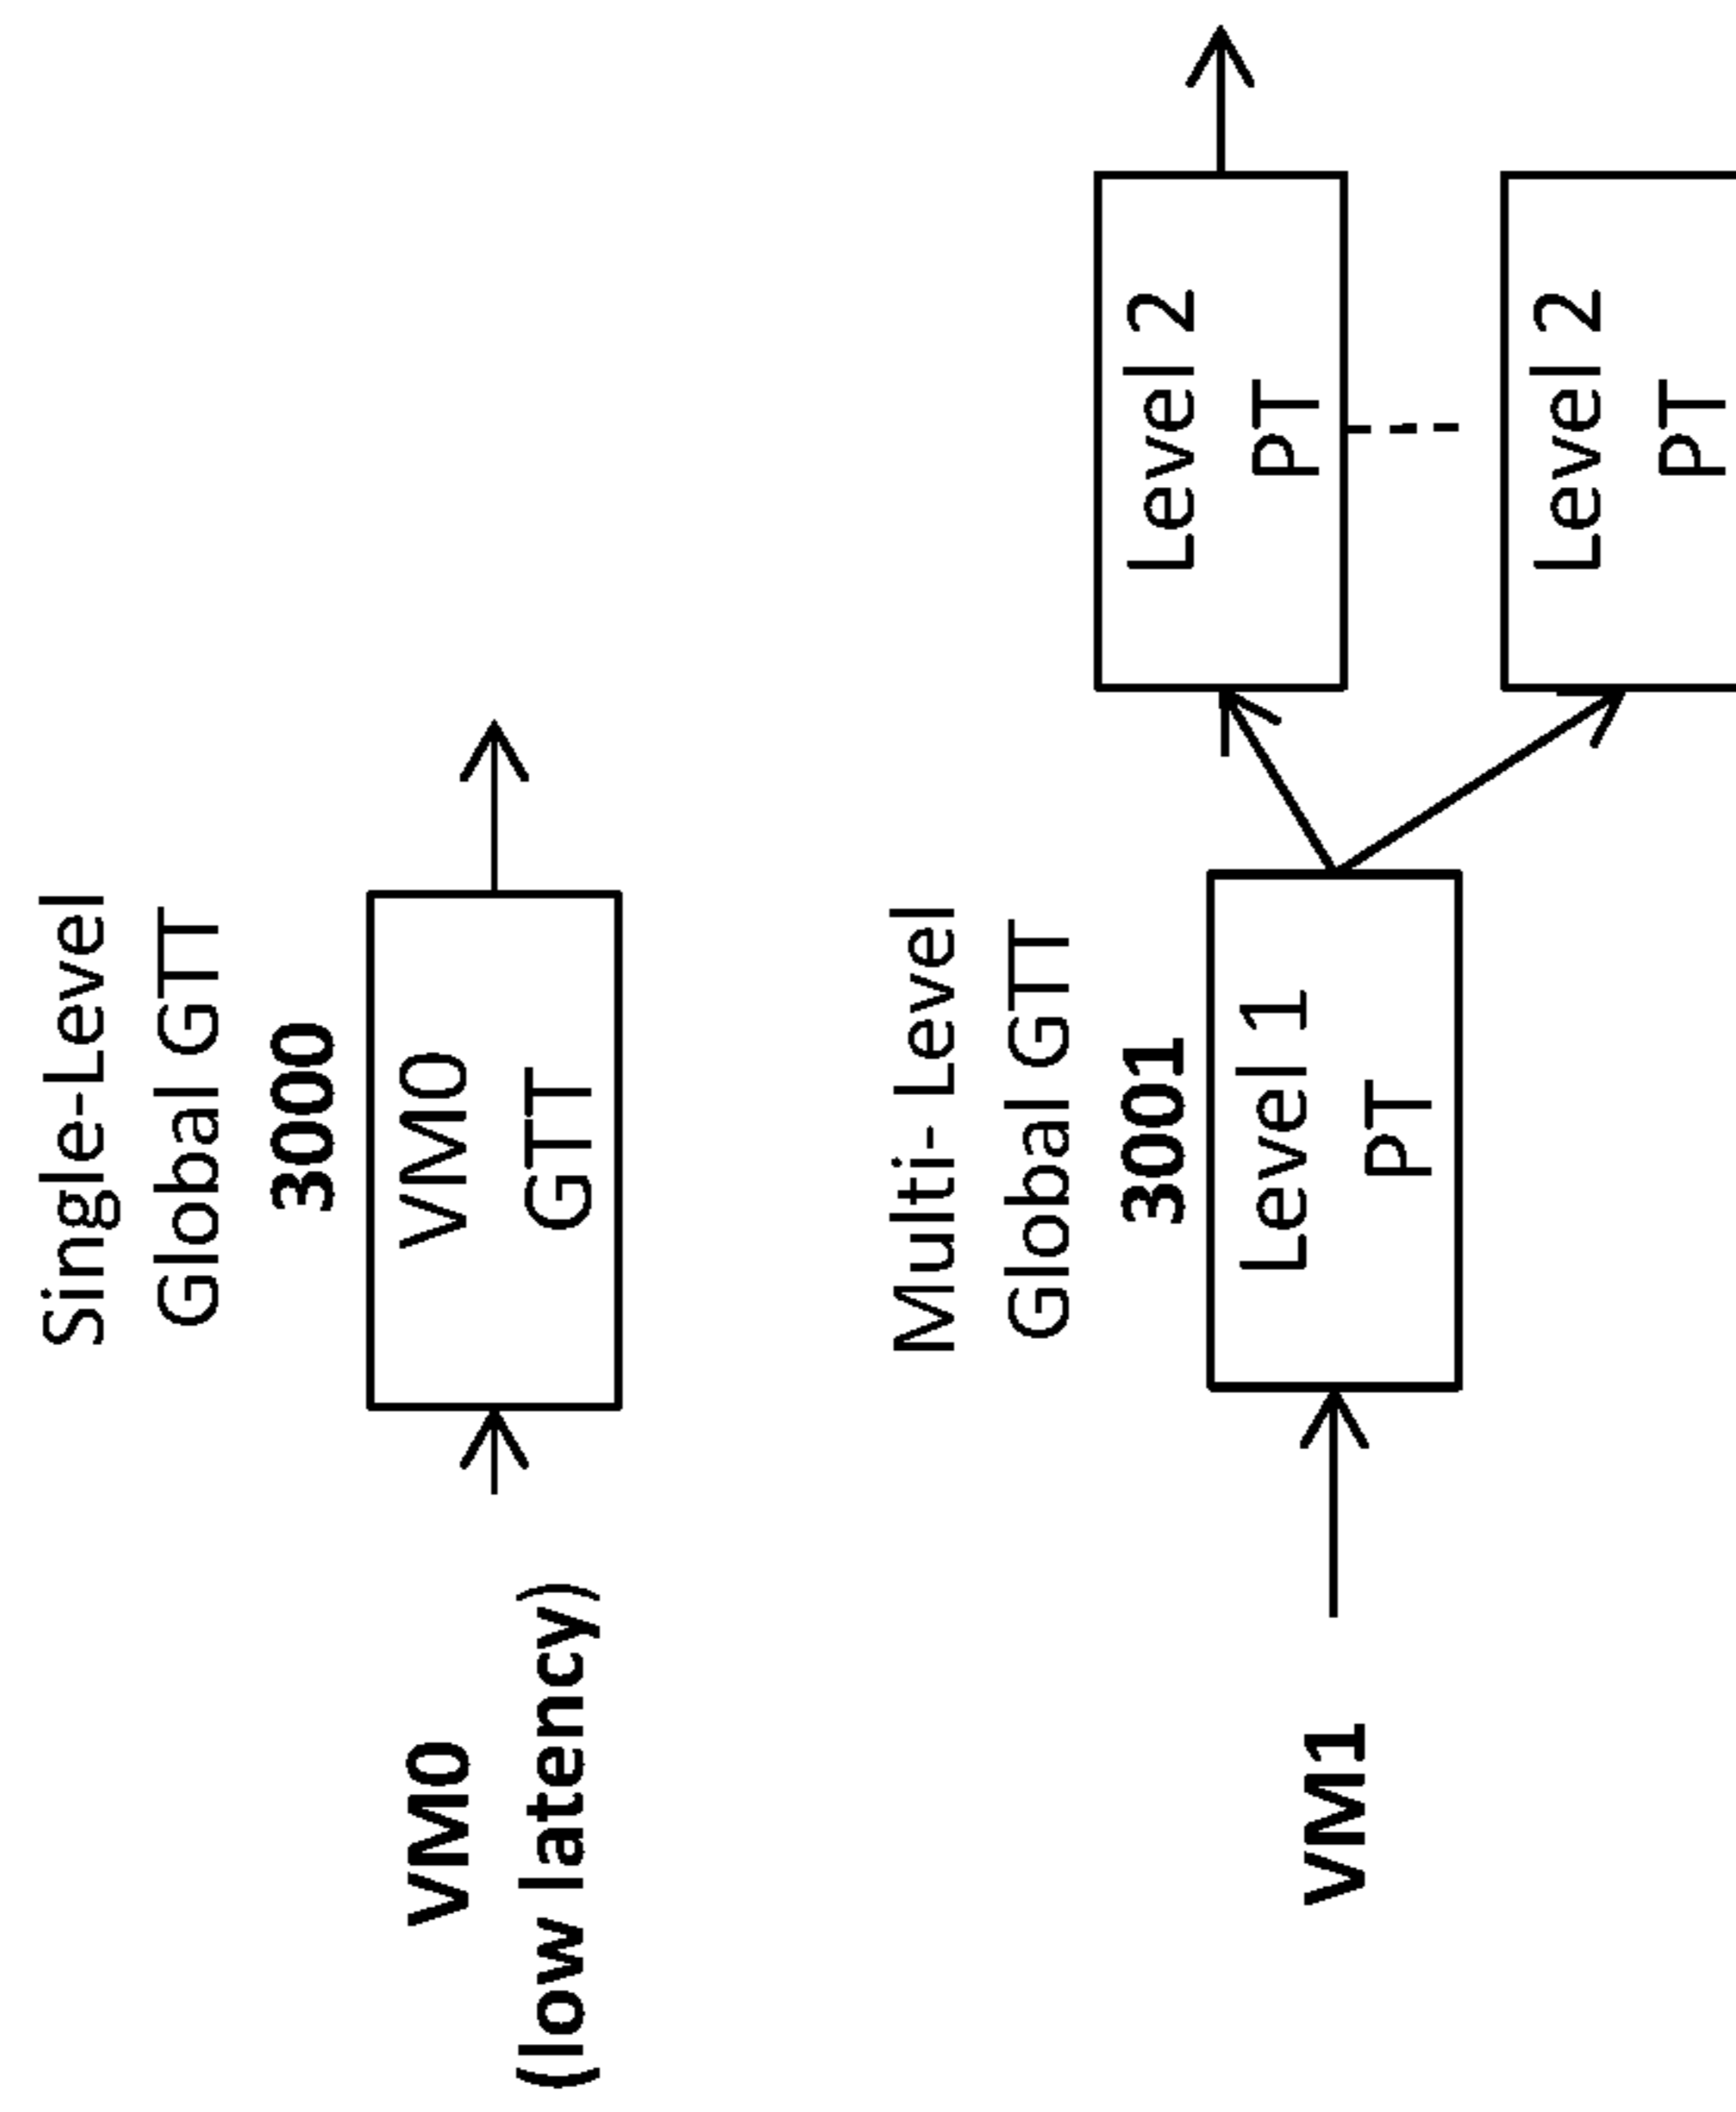 Single-Level
Global GTT
3000
VM0
GTT
VM0
(low latency)
Multi- Level
Global GTT
3001
Level 1
PT
VM1
Level 2
PT
Level 2
PT